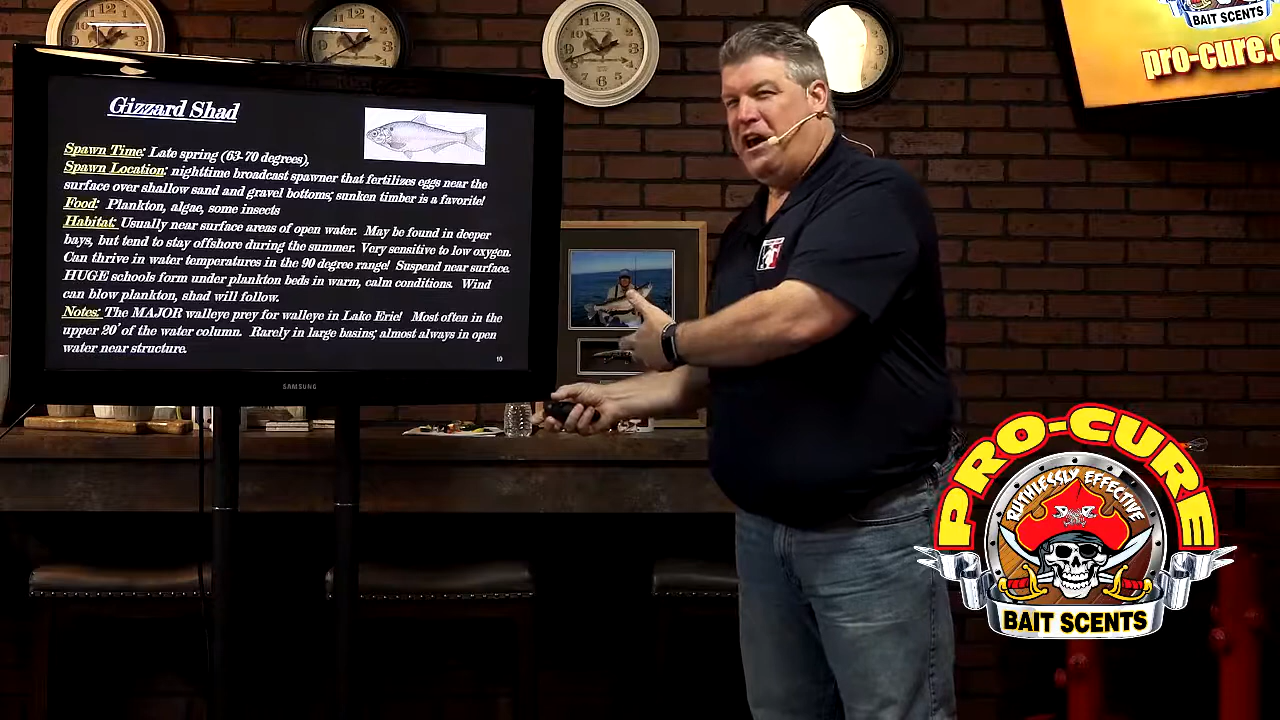 Gizzard Shad
Spawn Time: Late spring (63-70 degrees),
Spawn Location: nighttime broadcast spawner that fertilizes eggs near the
surface over shallow sand and gravel bottoms; sunken timber is a favorite!
Food: Plankton, algae, some insects
Habitat: Usually near surface areas of open water. May be found in deeper
bays, but tend to stay offshore during the summer. Very sensitive to low oxygen.
Can thrive in water temperatures in the 90 degree range! Suspend near surface.
HUGE schools form under plankton beds in warm, calm conditions. Wind
can blow plankton, shad will follow.
Notes: The MAJOR walleye prey for walleye in Lake Erie! Most often in the
upper 20' of the water column. Rarely in large basins; almost always in open
water near structure.
10
SAMSUNG
BAIT SCENTS
pro-cure.c
PRO-CURE
RUTHLESSLY EFFECTIVE
BAIT SCENTS